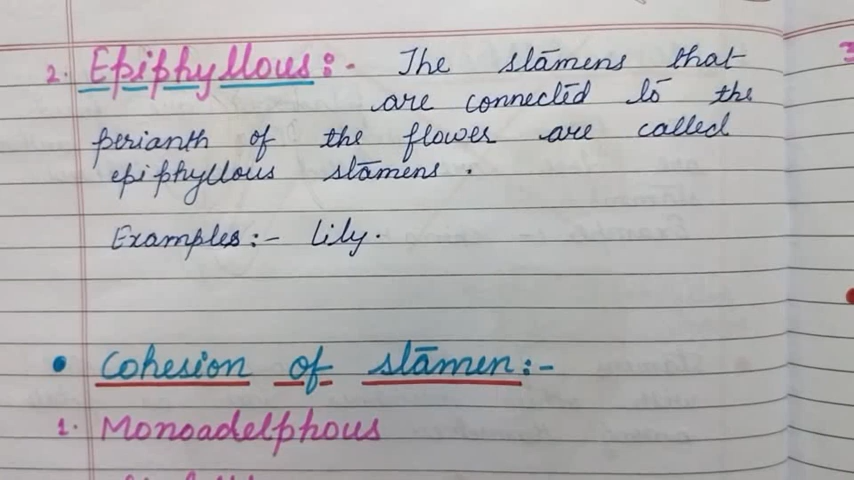 2. Epiphyllous:- The stamens that
are connected to the
perianth of the flower are called
epiphyllous stamens.
Examples:- Lily.
• Cohesion of stamen:-
1. Monoadelphous